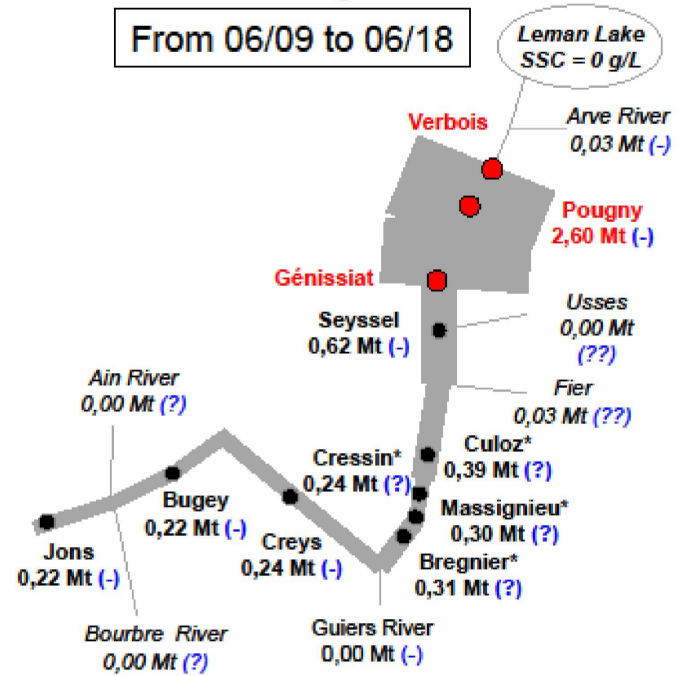 From 06/09 to 06/18
Leman Lake
SSC = 0 g/L
Arve River
0,03 Mt (-)
Verbois
Pougny
2,60 Mt (-)
Génissiat
Seyssel
0,62 Mt (-)
Usses
0,00 Mt
(??)
Ain River
0,00 Mt (?)
Fier
0,03 Mt (??)
Cressin*
0,24 Mt (?)
Culoz*
0,39 Mt (?)
Bugey
0,22 Mt (-)
Massignieu*
0,30 Mt (?)
Creys
0,24 Mt (-)
Jons
0,22 Mt (-)
Bregnier*
0,31 Mt (?)
Bourbre River
0,00 Mt (?)
Guiers River
0,00 Mt (-)